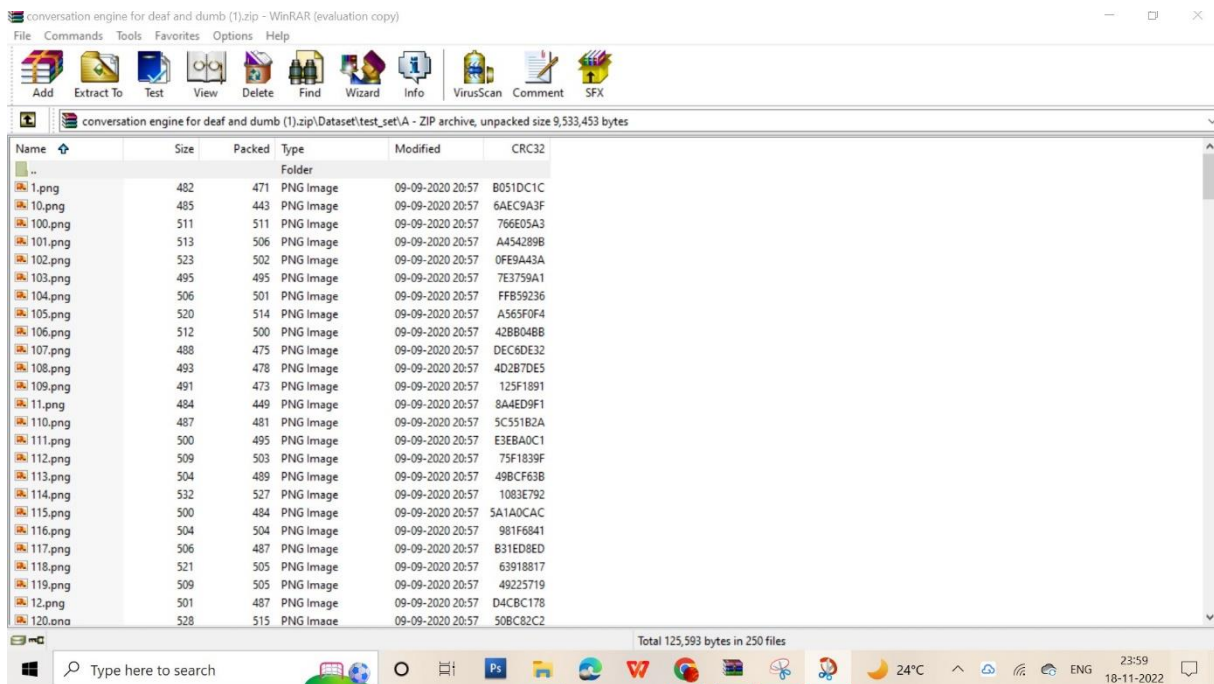 conversation engine for deaf and dumb (1).zip - WinRAR (evaluation copy)
File Commands Tools Favorites Options Help
Add Extract To Test View Delete Find Wizard Info VirusScan Comment SFX
conversation engine for deaf and dumb (1).zip\Dataset\test_set\A - ZIP archive, unpacked size 9,533,453 bytes
Name Size Packed Type Modified CRC32
.. Folder
1.png 482 471 PNG Image 09-09-2020 20:57 B051DC1C
10.png 485 443 PNG Image 09-09-2020 20:57 6AEC9A3F
100.png 511 511 PNG Image 09-09-2020 20:57 766E05A3
101.png 513 506 PNG Image 09-09-2020 20:57 A454289B
102.png 523 502 PNG Image 09-09-2020 20:57 0FE9A43A
103.png 495 495 PNG Image 09-09-2020 20:57 7E3759A1
104.png 506 501 PNG Image 09-09-2020 20:57 FFB59236
105.png 520 514 PNG Image 09-09-2020 20:57 A565F0F4
106.png 512 500 PNG Image 09-09-2020 20:57 42BB04BB
107.png 488 475 PNG Image 09-09-2020 20:57 DEC6DE32
108.png 493 478 PNG Image 09-09-2020 20:57 4D2B7DE5
109.png 491 473 PNG Image 09-09-2020 20:57 125F1891
11.png 484 449 PNG Image 09-09-2020 20:57 8A4ED9F1
110.png 487 481 PNG Image 09-09-2020 20:57 5C551B2A
111.png 500 495 PNG Image 09-09-2020 20:57 E3EBA0C1
112.png 509 503 PNG Image 09-09-2020 20:57 75F1839F
113.png 504 489 PNG Image 09-09-2020 20:57 49BCF63B
114.png 532 527 PNG Image 09-09-2020 20:57 1083E792
115.png 500 484 PNG Image 09-09-2020 20:57 5A1A0CAC
116.png 504 504 PNG Image 09-09-2020 20:57 981F6841
117.png 506 487 PNG Image 09-09-2020 20:57 B31ED8ED
118.png 521 505 PNG Image 09-09-2020 20:57 63918817
119.png 509 505 PNG Image 09-09-2020 20:57 49225719
12.png 501 487 PNG Image 09-09-2020 20:57 D4CBC178
120.png 528 515 PNG Image 09-09-2020 20:57 50BC82C2
Total 125,593 bytes in 250 files
Type here to search Ps 24°C ENG 23:59
18-11-2022